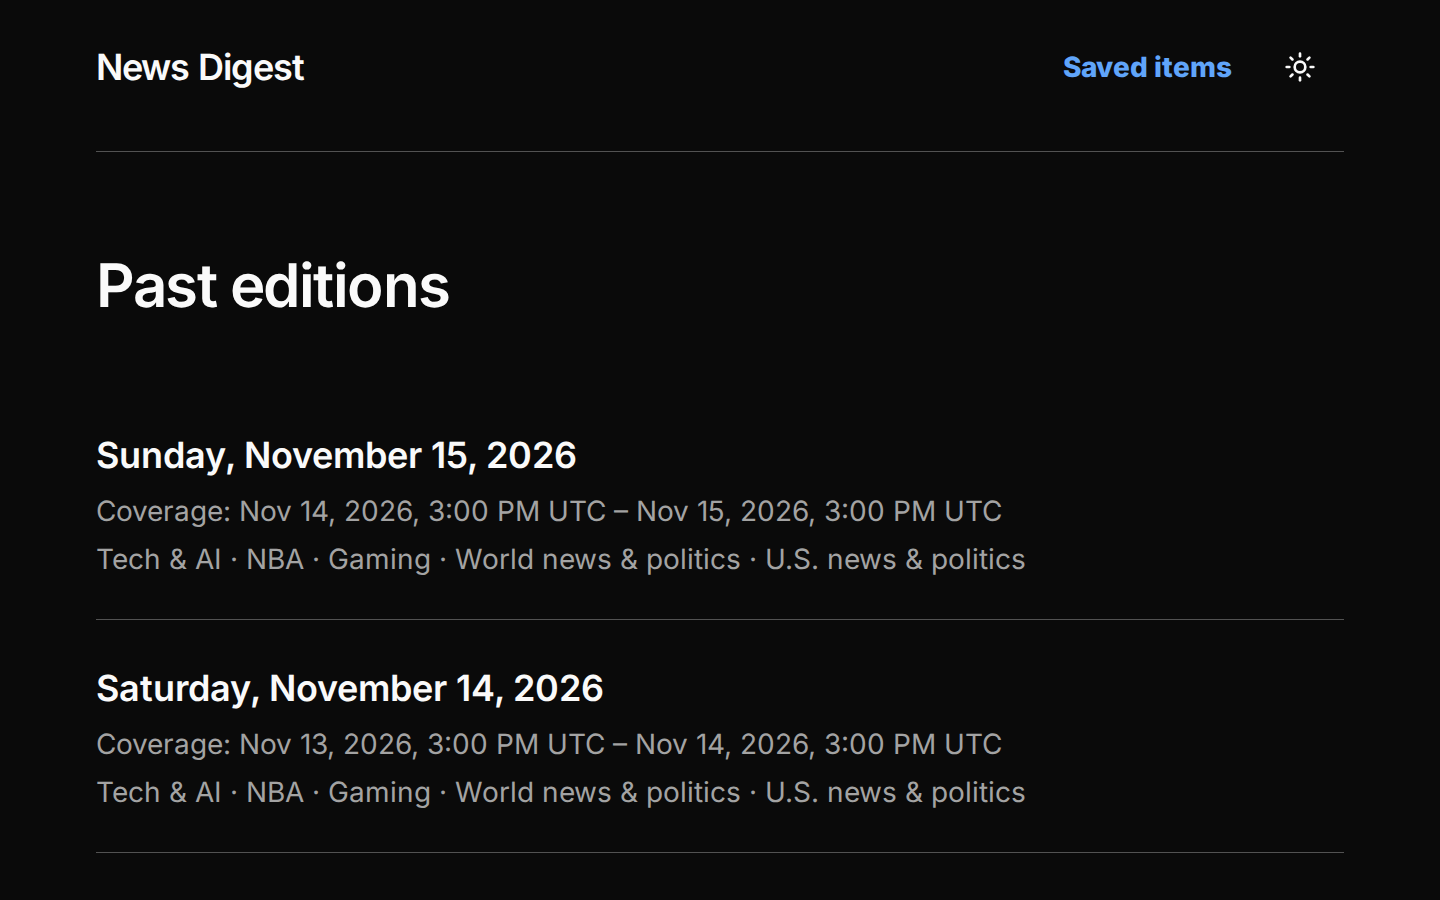 News Digest
Saved items
Past editions
Sunday, November 15, 2026
Coverage: Nov 14, 2026, 3:00 PM UTC – Nov 15, 2026, 3:00 PM UTC
Tech & AI · NBA · Gaming · World news & politics · U.S. news & politics
Saturday, November 14, 2026
Coverage: Nov 13, 2026, 3:00 PM UTC – Nov 14, 2026, 3:00 PM UTC
Tech & AI · NBA · Gaming · World news & politics · U.S. news & politics